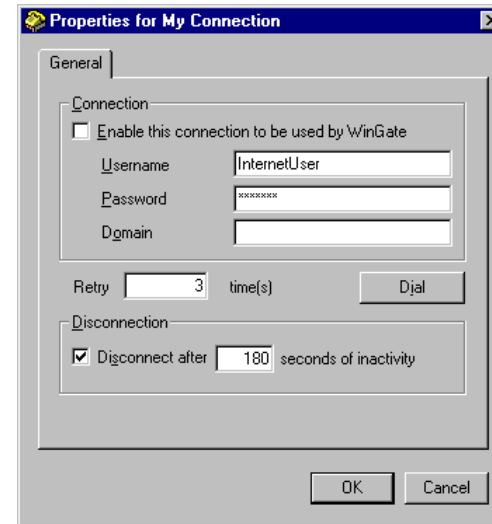 Properties for My Connection
General
Connection
Enable this connection to be used by WinGate
Username InternetUser
Password *******
Domain
Retry 3 time(s) Dial
Disconnection
Disconnect after 180 seconds of inactivity
OK Cancel